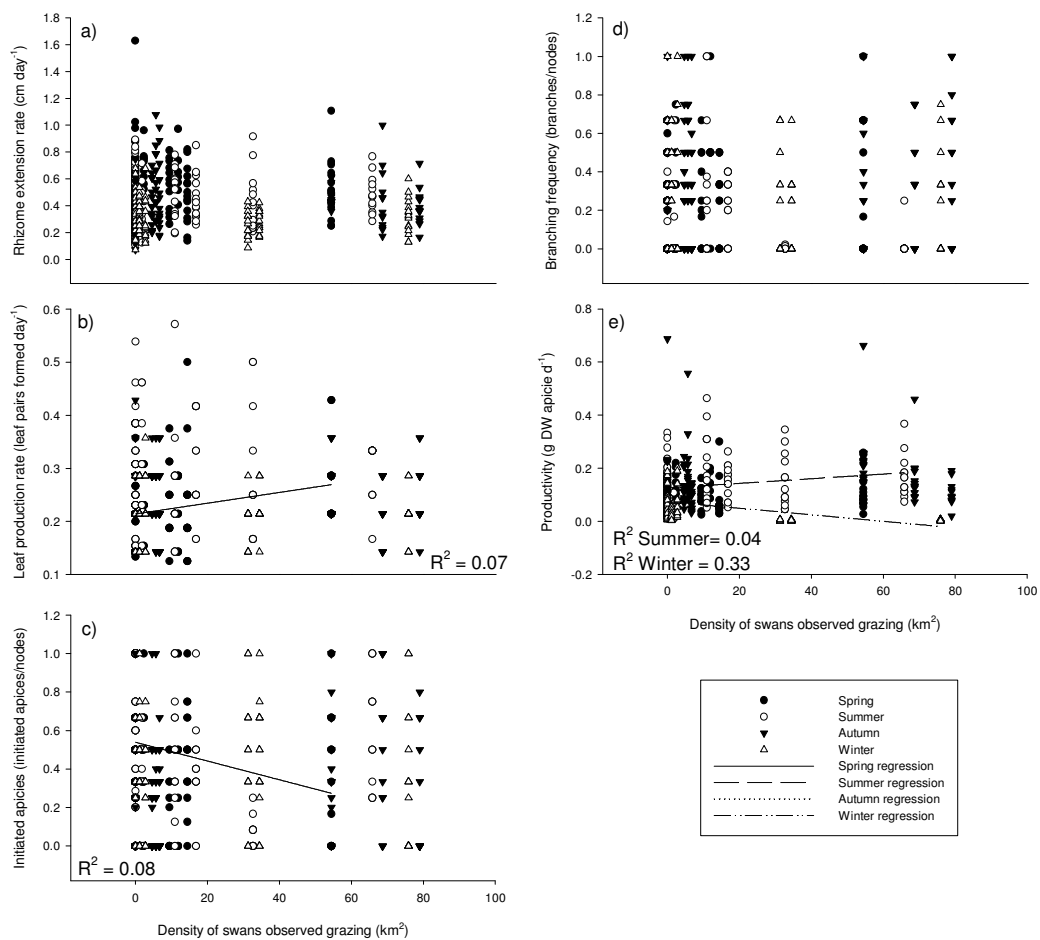 a)
Rhizome extension rate (cm day⁻¹)
1.8
1.6
1.4
1.2
1.0
0.8
0.6
0.4
0.2
0.0
b)
Leaf production rate (leaf pairs formed day⁻¹)
0.6
0.5
0.4
0.3
0.2
0.1
R² = 0.07
c)
Initiated apicies (initiated apices/nodes)
1.2
1.0
0.8
0.6
0.4
0.2
0.0
R² = 0.08
0 20 40 60 80
Density of swans observed grazing (km²)
d)
Branching frequency (branches/nodes)
1.2
1.0
0.8
0.6
0.4
0.2
0.0
e)
Productivity (g DW apicie d⁻¹)
0.8
0.6
0.4
0.2
0.0
-0.2
R² Summer= 0.04
R² Winter = 0.33
0 20 40 60 80 100
Density of swans observed grazing (km²)
Spring
Summer
Autumn
Winter
Spring regression
Summer regression
Autumn regression
Winter regression